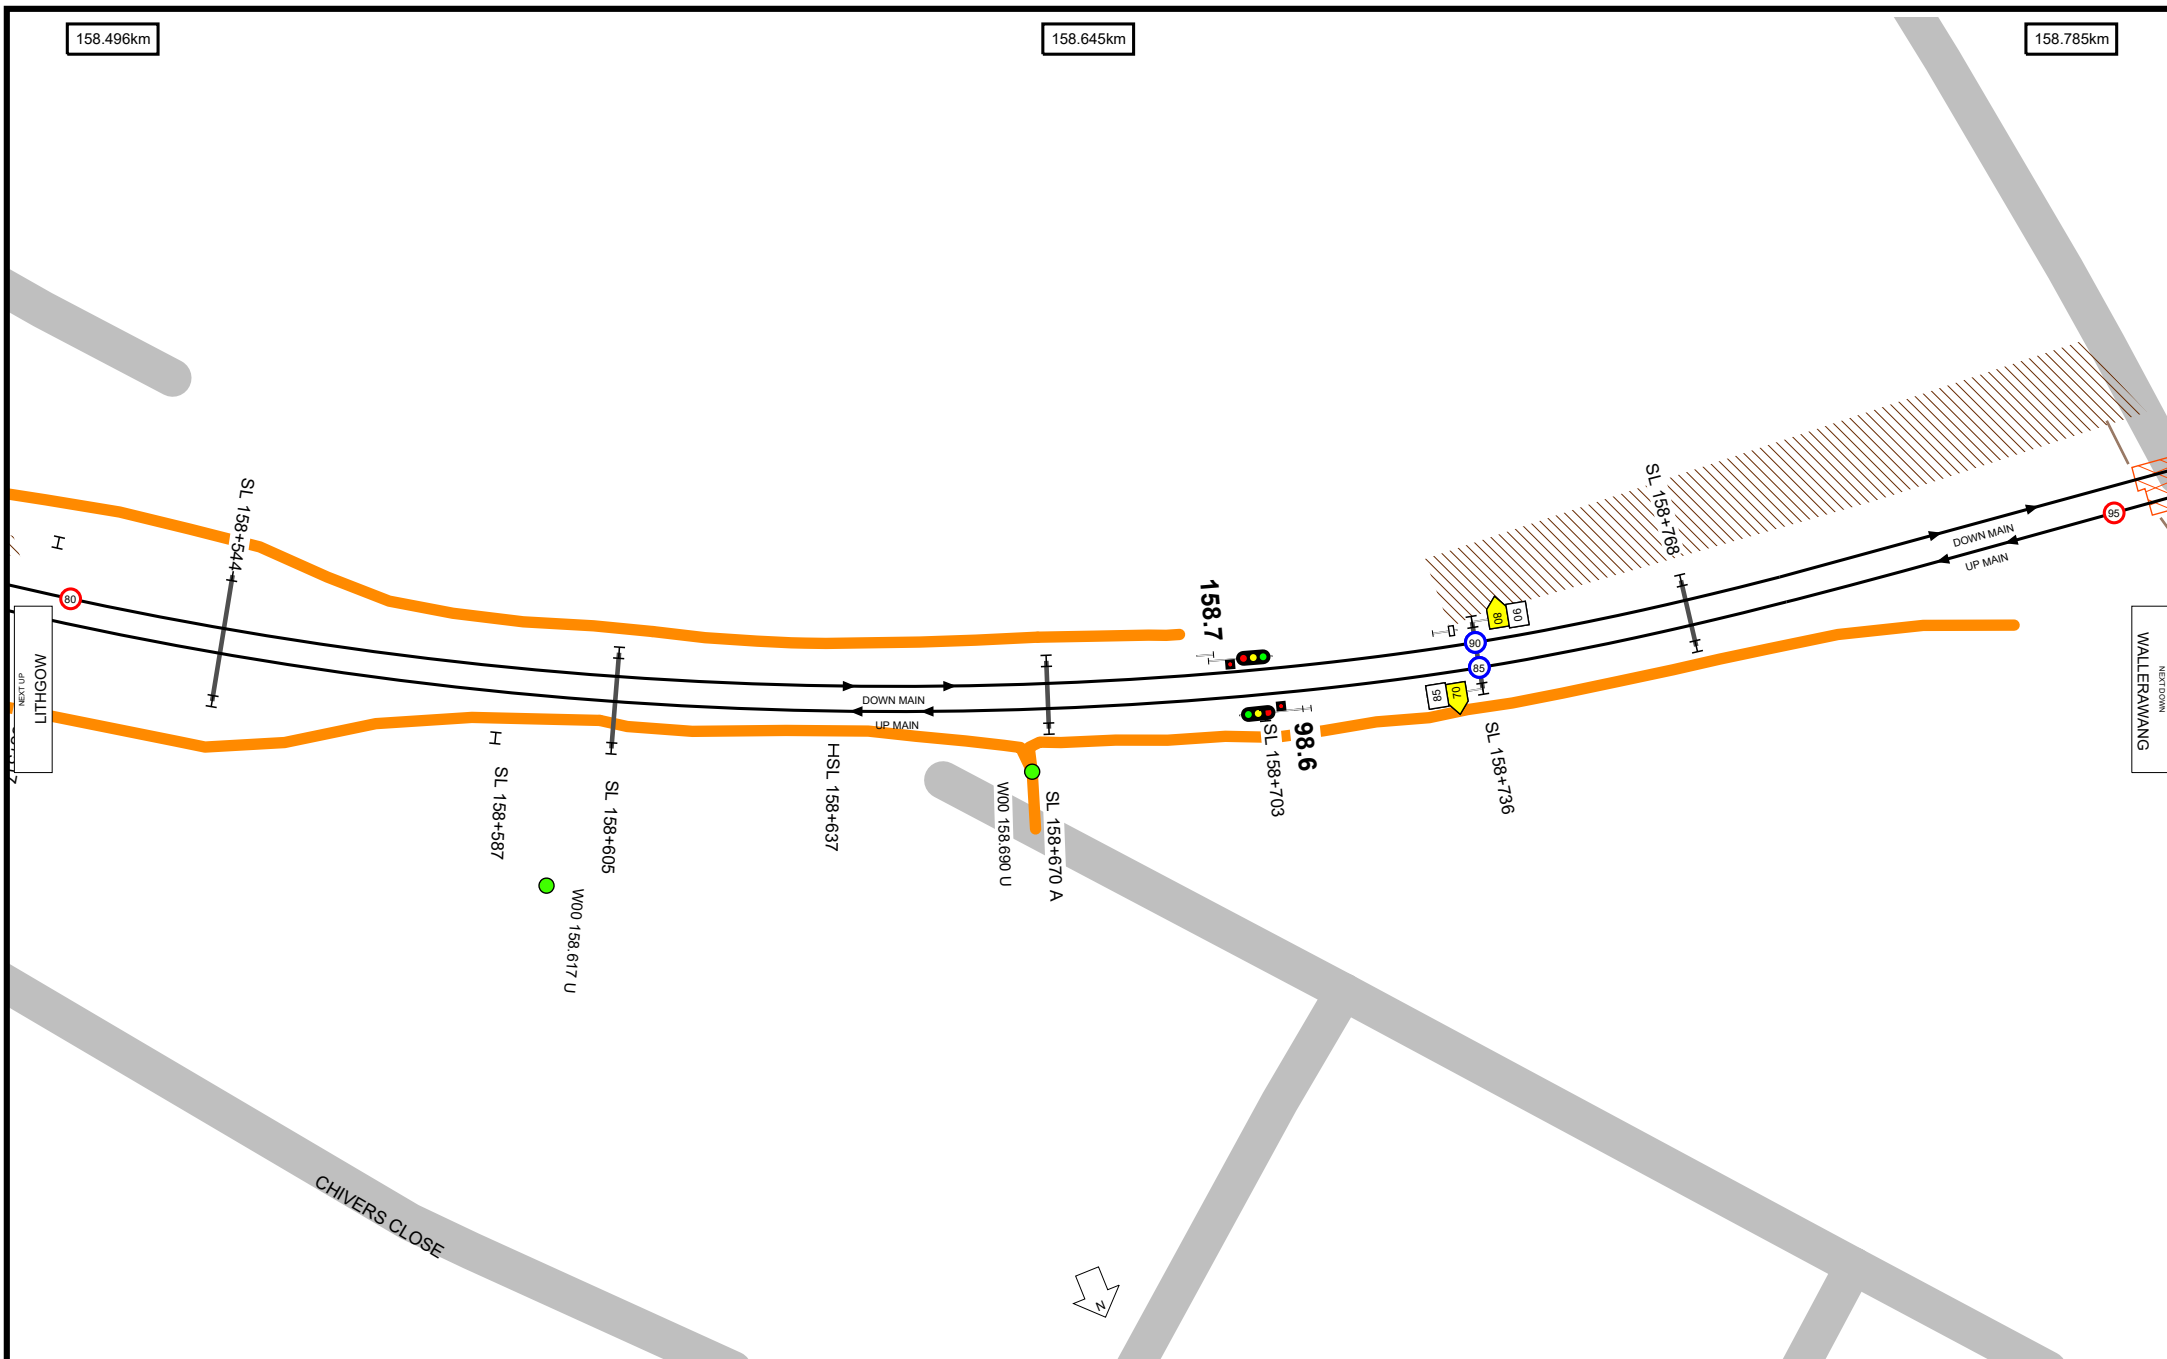 158.496km
158.645km
158.785km
SL 158+544
SL 158+768
80
95
DOWN MAIN
UP MAIN
158.7
80
90
90
85
85
70
NEXT UP
LITHGOW
DOWN MAIN
UP MAIN
NEXT DOWN
WALLERAWANG
98.6
SL 158+703
SL 158+736
SL 158+587
SL 158+605
SL 158+637
W00 158.690 U
SL 158+670 A
W00 158.617 U
CHIVERS CLOSE
N